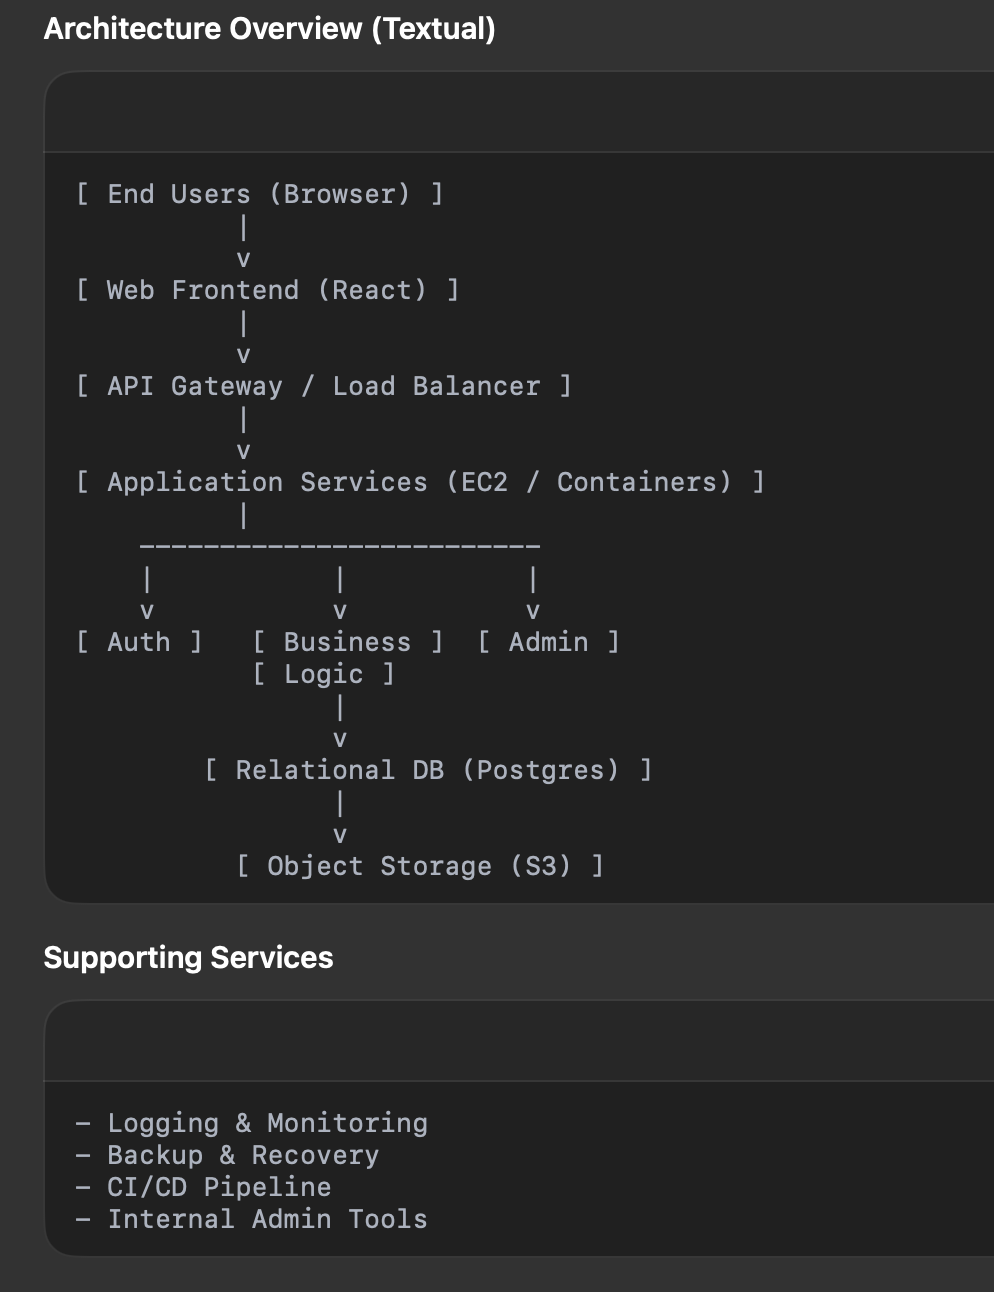 Architecture Overview (Textual)
[ End Users (Browser) ]
          |
          v
[ Web Frontend (React) ]
          |
          v
[ API Gateway / Load Balancer ]
          |
          v
[ Application Services (EC2 / Containers) ]
          |
    -------------------------
    |           |           |
    v           v           v
[ Auth ]   [ Business ]  [ Admin ]
           [ Logic ]
                |
                v
        [ Relational DB (Postgres) ]
                |
                v
          [ Object Storage (S3) ]
Supporting Services
- Logging & Monitoring
- Backup & Recovery
- CI/CD Pipeline
- Internal Admin Tools